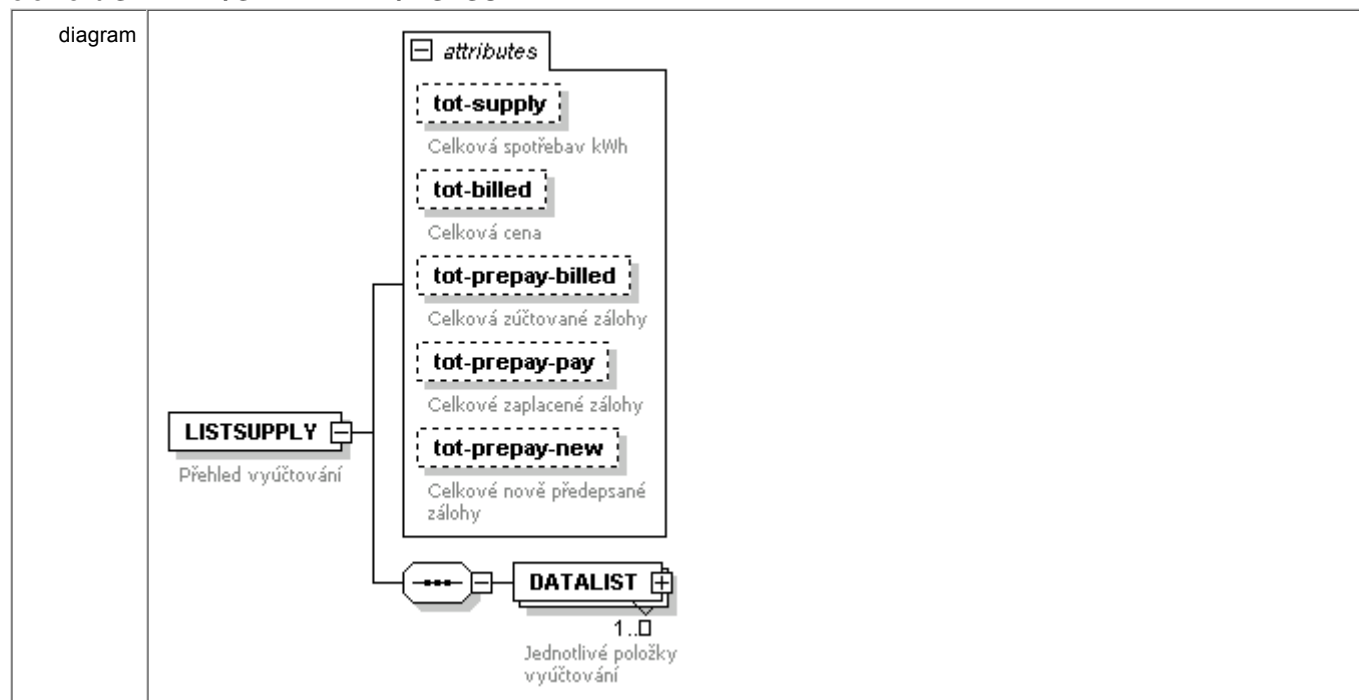 diagram
attributes
tot-supply
Celková spotřebav kWh
tot-billed
Celková cena
tot-prepay-billed
Celková zúčtované zálohy
tot-prepay-pay
Celkové zaplacené zálohy
tot-prepay-new
Celkové nově předepsané
zálohy
LISTSUPPLY
Přehled vyúčtování
DATALIST
1..□
Jednotlivé položky
vyúčtování